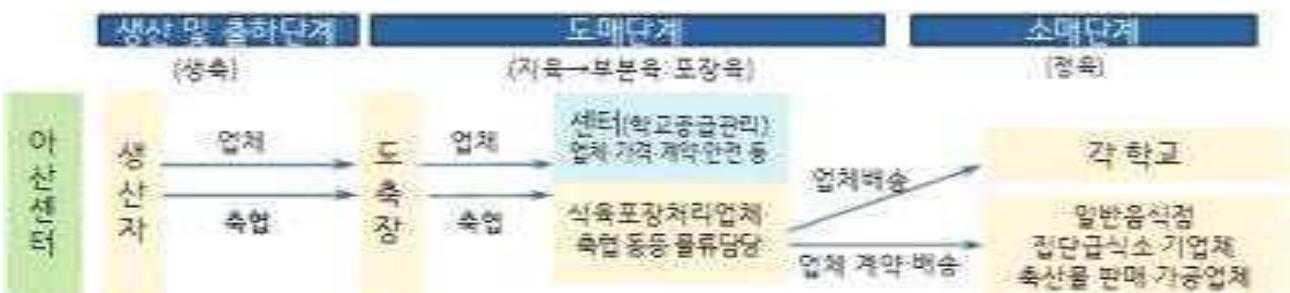 생산 및 출하단계
도매단계
소매단계
(생축)
(지육→부분육 포장육)
(정육)
아산센터
생산자
업체
축협
도축장
업체
축협
센터(학교공급관리)
업체 가격 계약 안전 등
식육포장처리업체
축협 등등 물류담당
업체배송
업체 계약 배송
각 학교
일반음식점
집단급식소 기업체
축산물 판매 가공업체